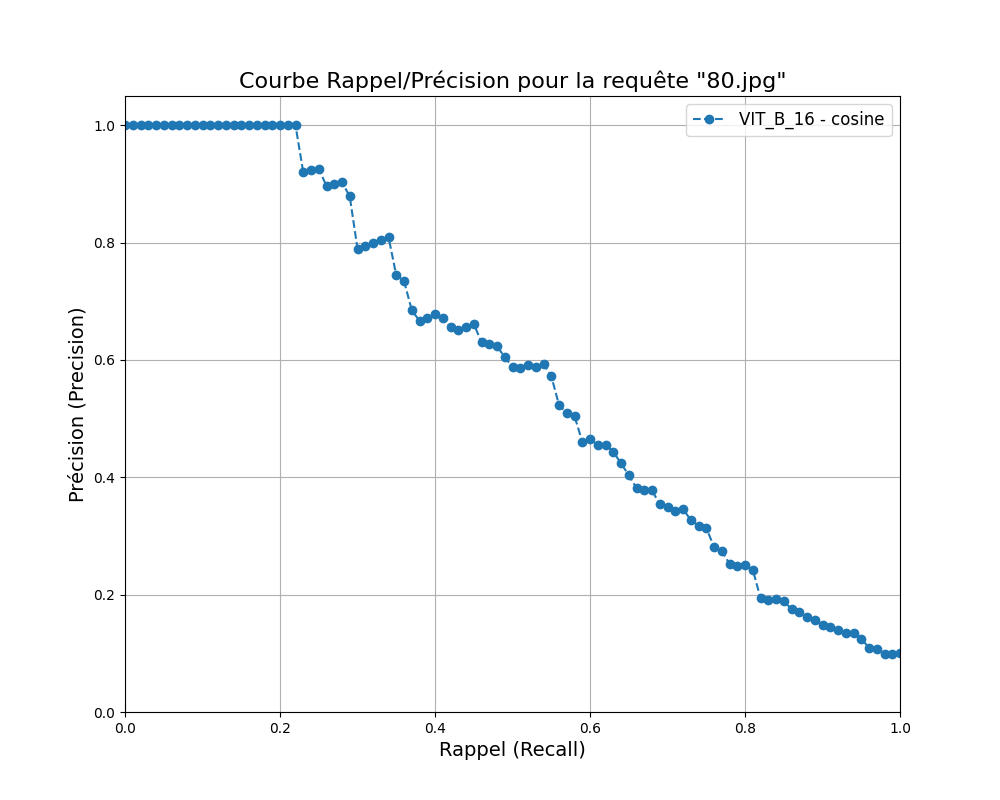 Courbe Rappel/Précision pour la requête "80.jpg"
VIT_B_16 - cosine
1.0
0.8
0.6
0.4
0.2
0.0
Précision (Precision)
0.0 0.2 0.4 0.6 0.8 1.0
Rappel (Recall)